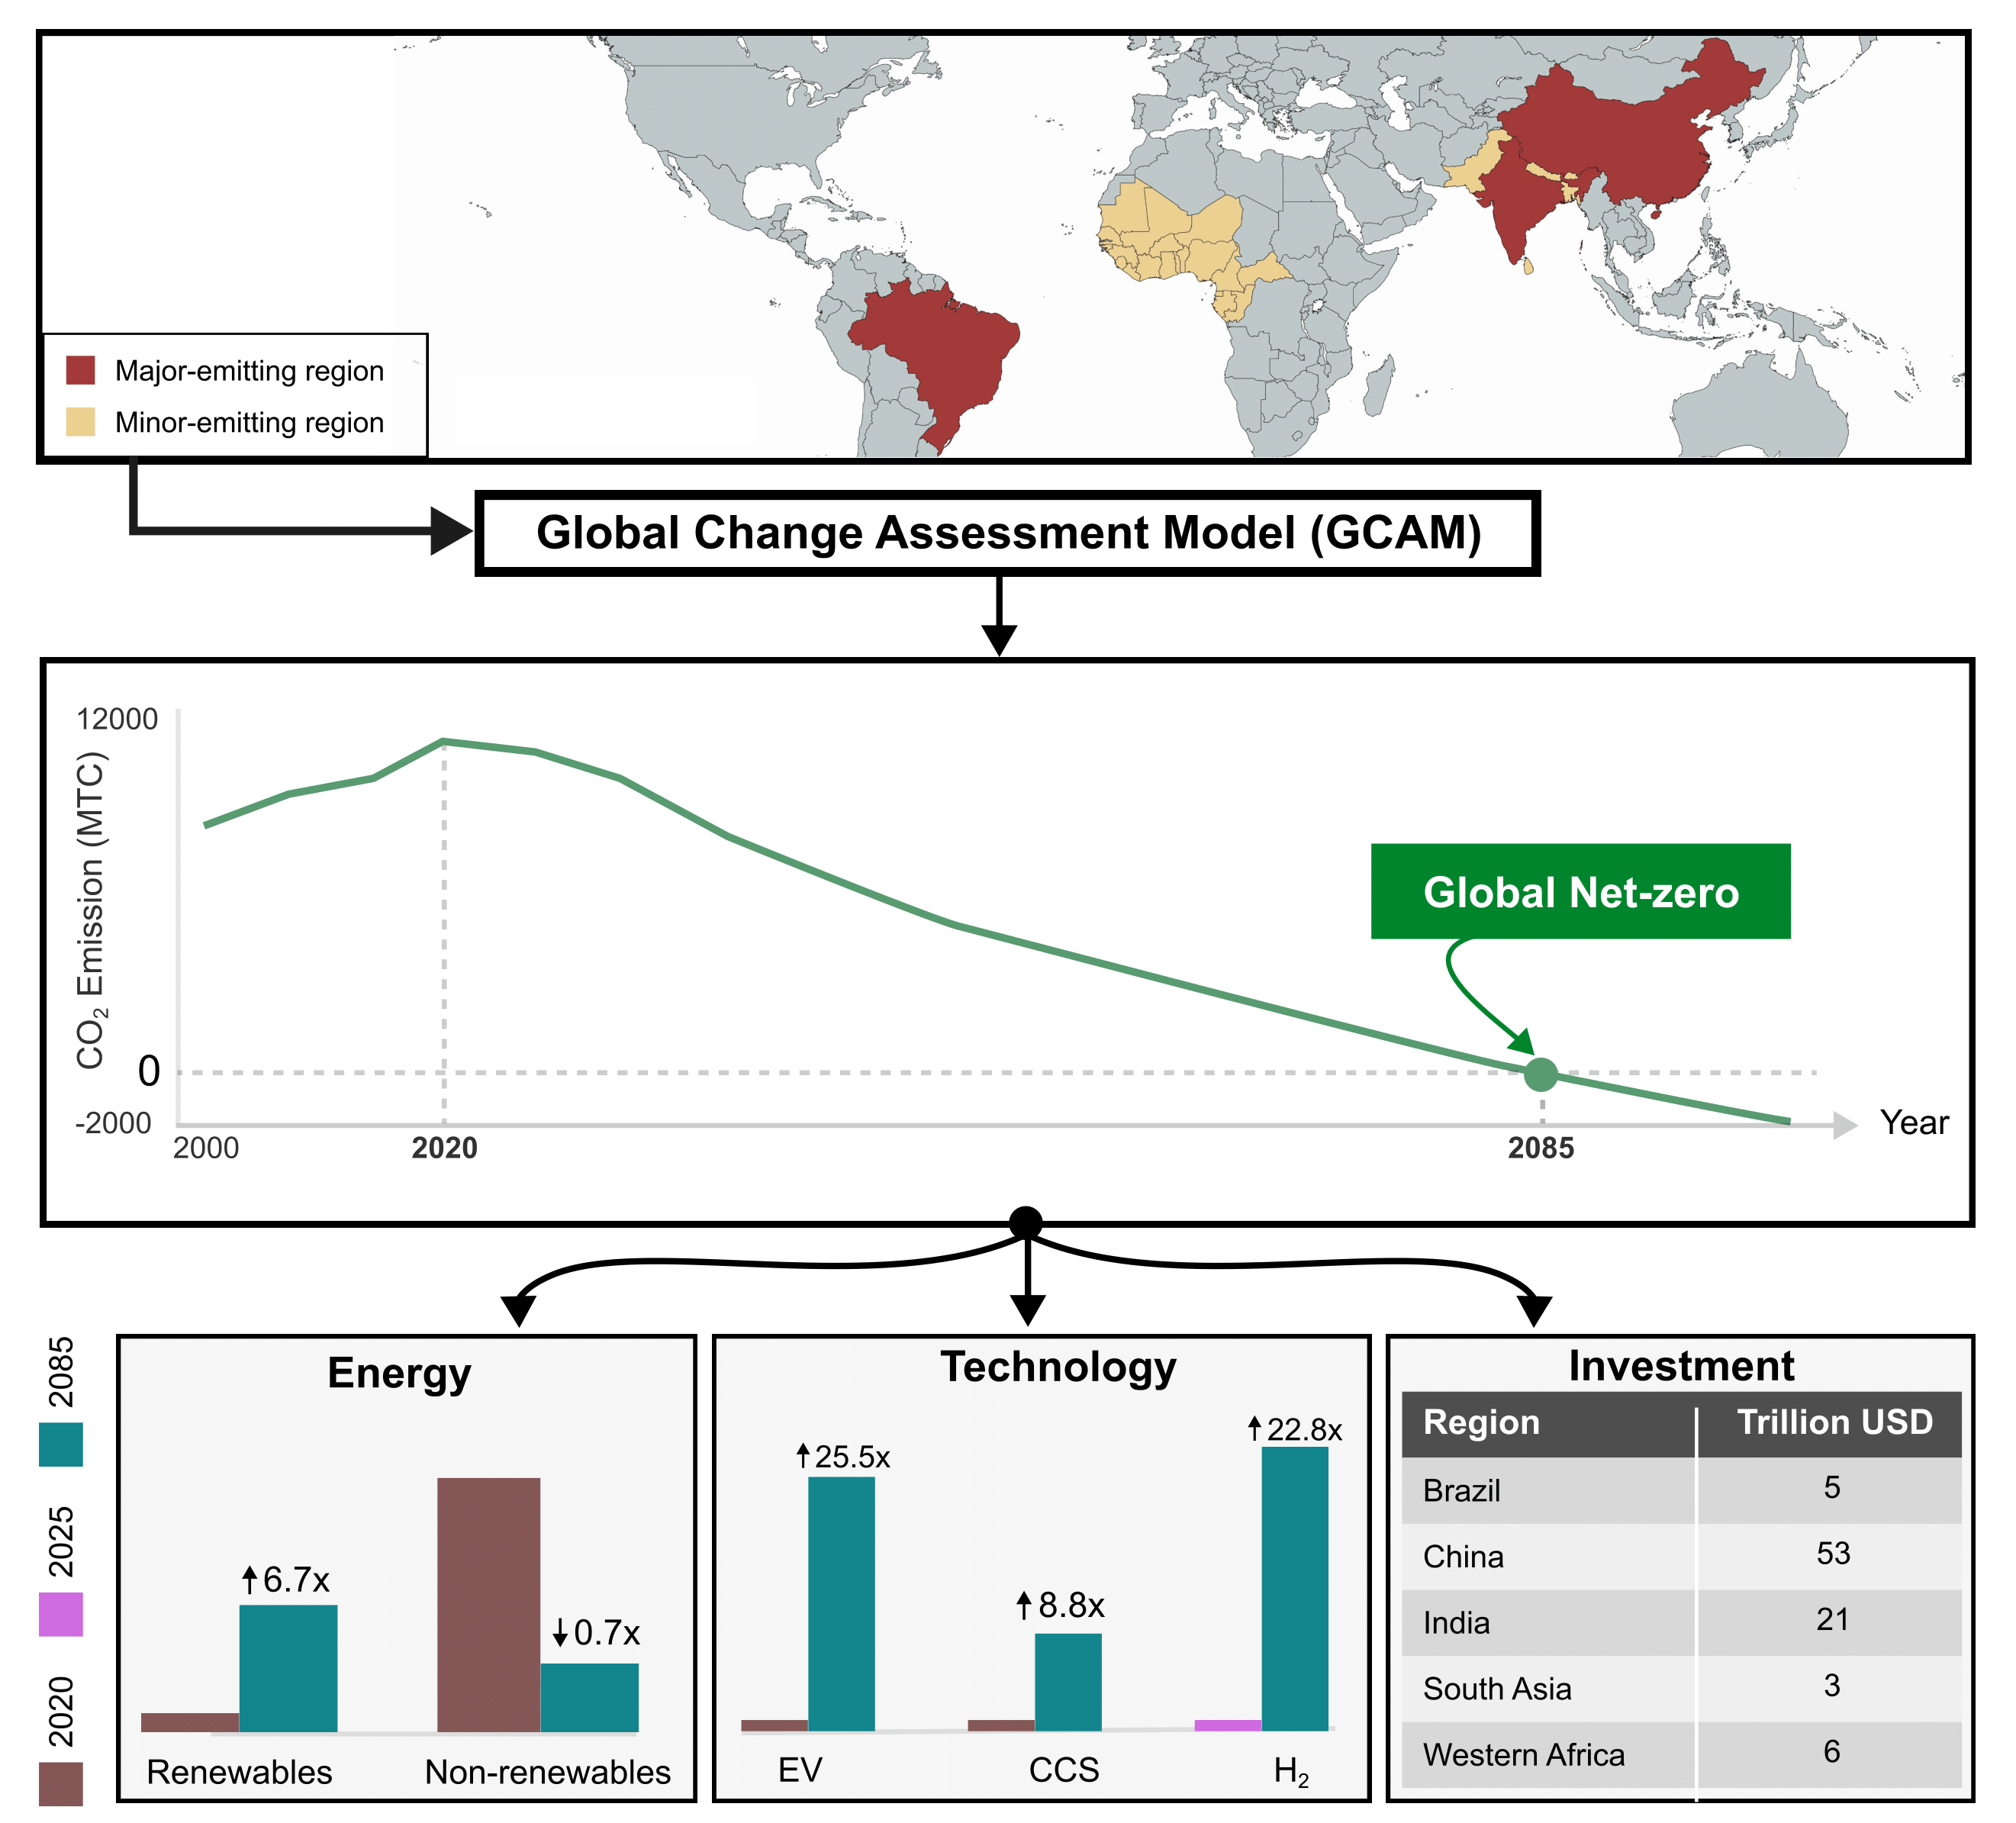 Major-emitting region
Minor-emitting region
Global Change Assessment Model (GCAM)
12000
CO₂ Emission (MTC)
0
-2000
2000
2020
2085
Year
Global Net-zero
2085
2025
2020
Energy
6.7x
0.7x
Renewables
Non-renewables
Technology
25.5x
8.8x
22.8x
EV
CCS
H₂
Investment
Region Trillion USD
Brazil 5
China 53
India 21
South Asia 3
Western Africa 6